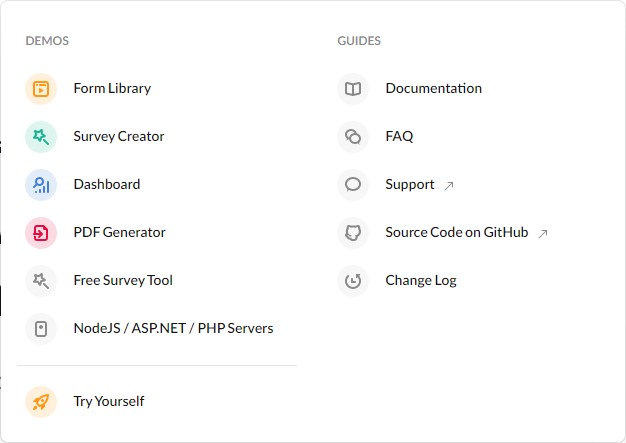 DEMOS
Form Library
Survey Creator
Dashboard
PDF Generator
Free Survey Tool
NodeJS / ASP.NET / PHP Servers
Try Yourself
GUIDES
Documentation
FAQ
Support
Source Code on GitHub
Change Log